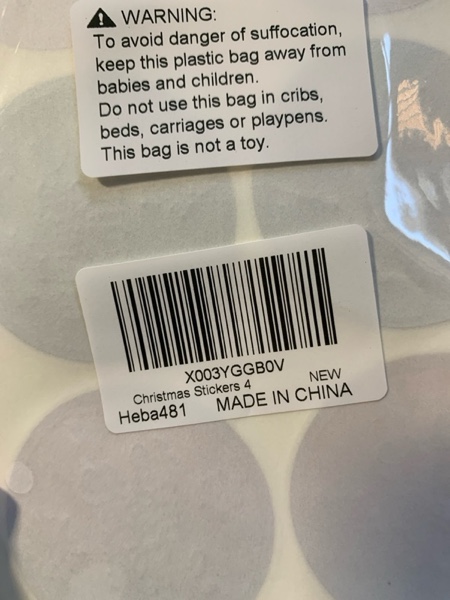 WARNING:
To avoid danger of suffocation,
keep this plastic bag away from
babies and children.
Do not use this bag in cribs,
beds, carriages or playpens.
This bag is not a toy.
X003YGGB0V
Christmas Stickers 4 NEW
Heba481 MADE IN CHINA